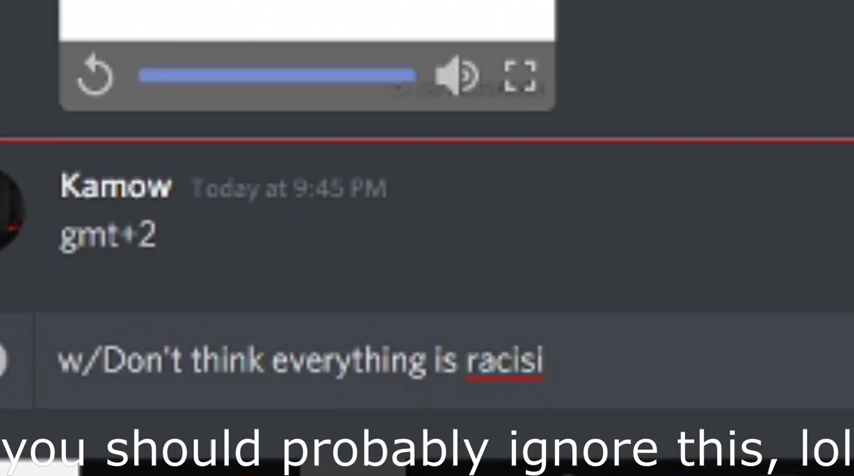 Kamow Today at 9:45 PM
gmt+2
w/Don't think everything is racisi
you should probably ignore this, lol